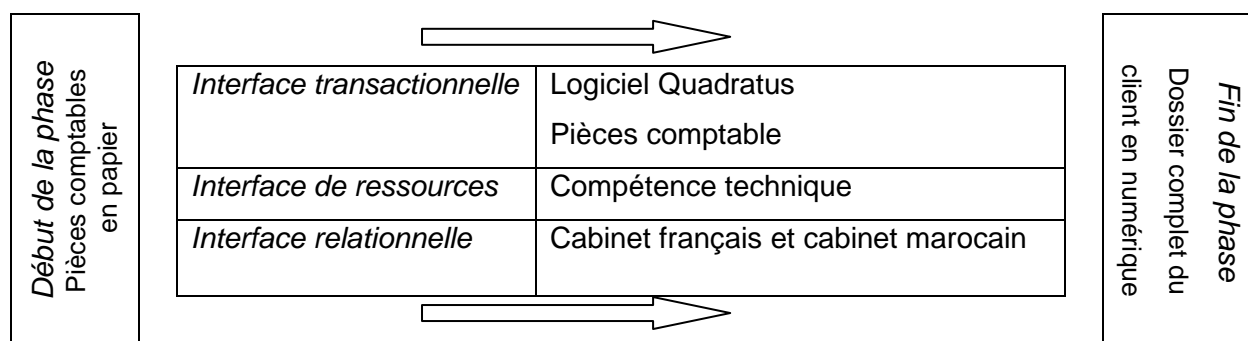 Début de la phase
Pièces comptables
en papier
Interface transactionnelle
Logiciel Quadratus
Pièces comptable
Interface de ressources
Compétence technique
Interface relationnelle
Cabinet français et cabinet marocain
Fin de la phase
Dossier complet du
client en numérique